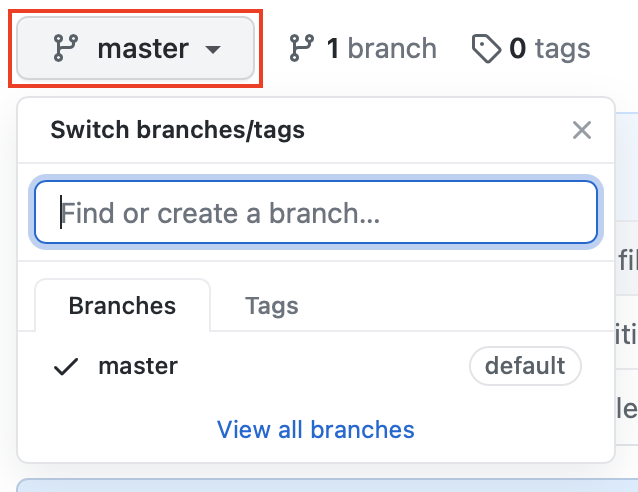 master 1 branch 0 tags
Switch branches/tags
Find or create a branch...
Branches Tags
master default
View all branches